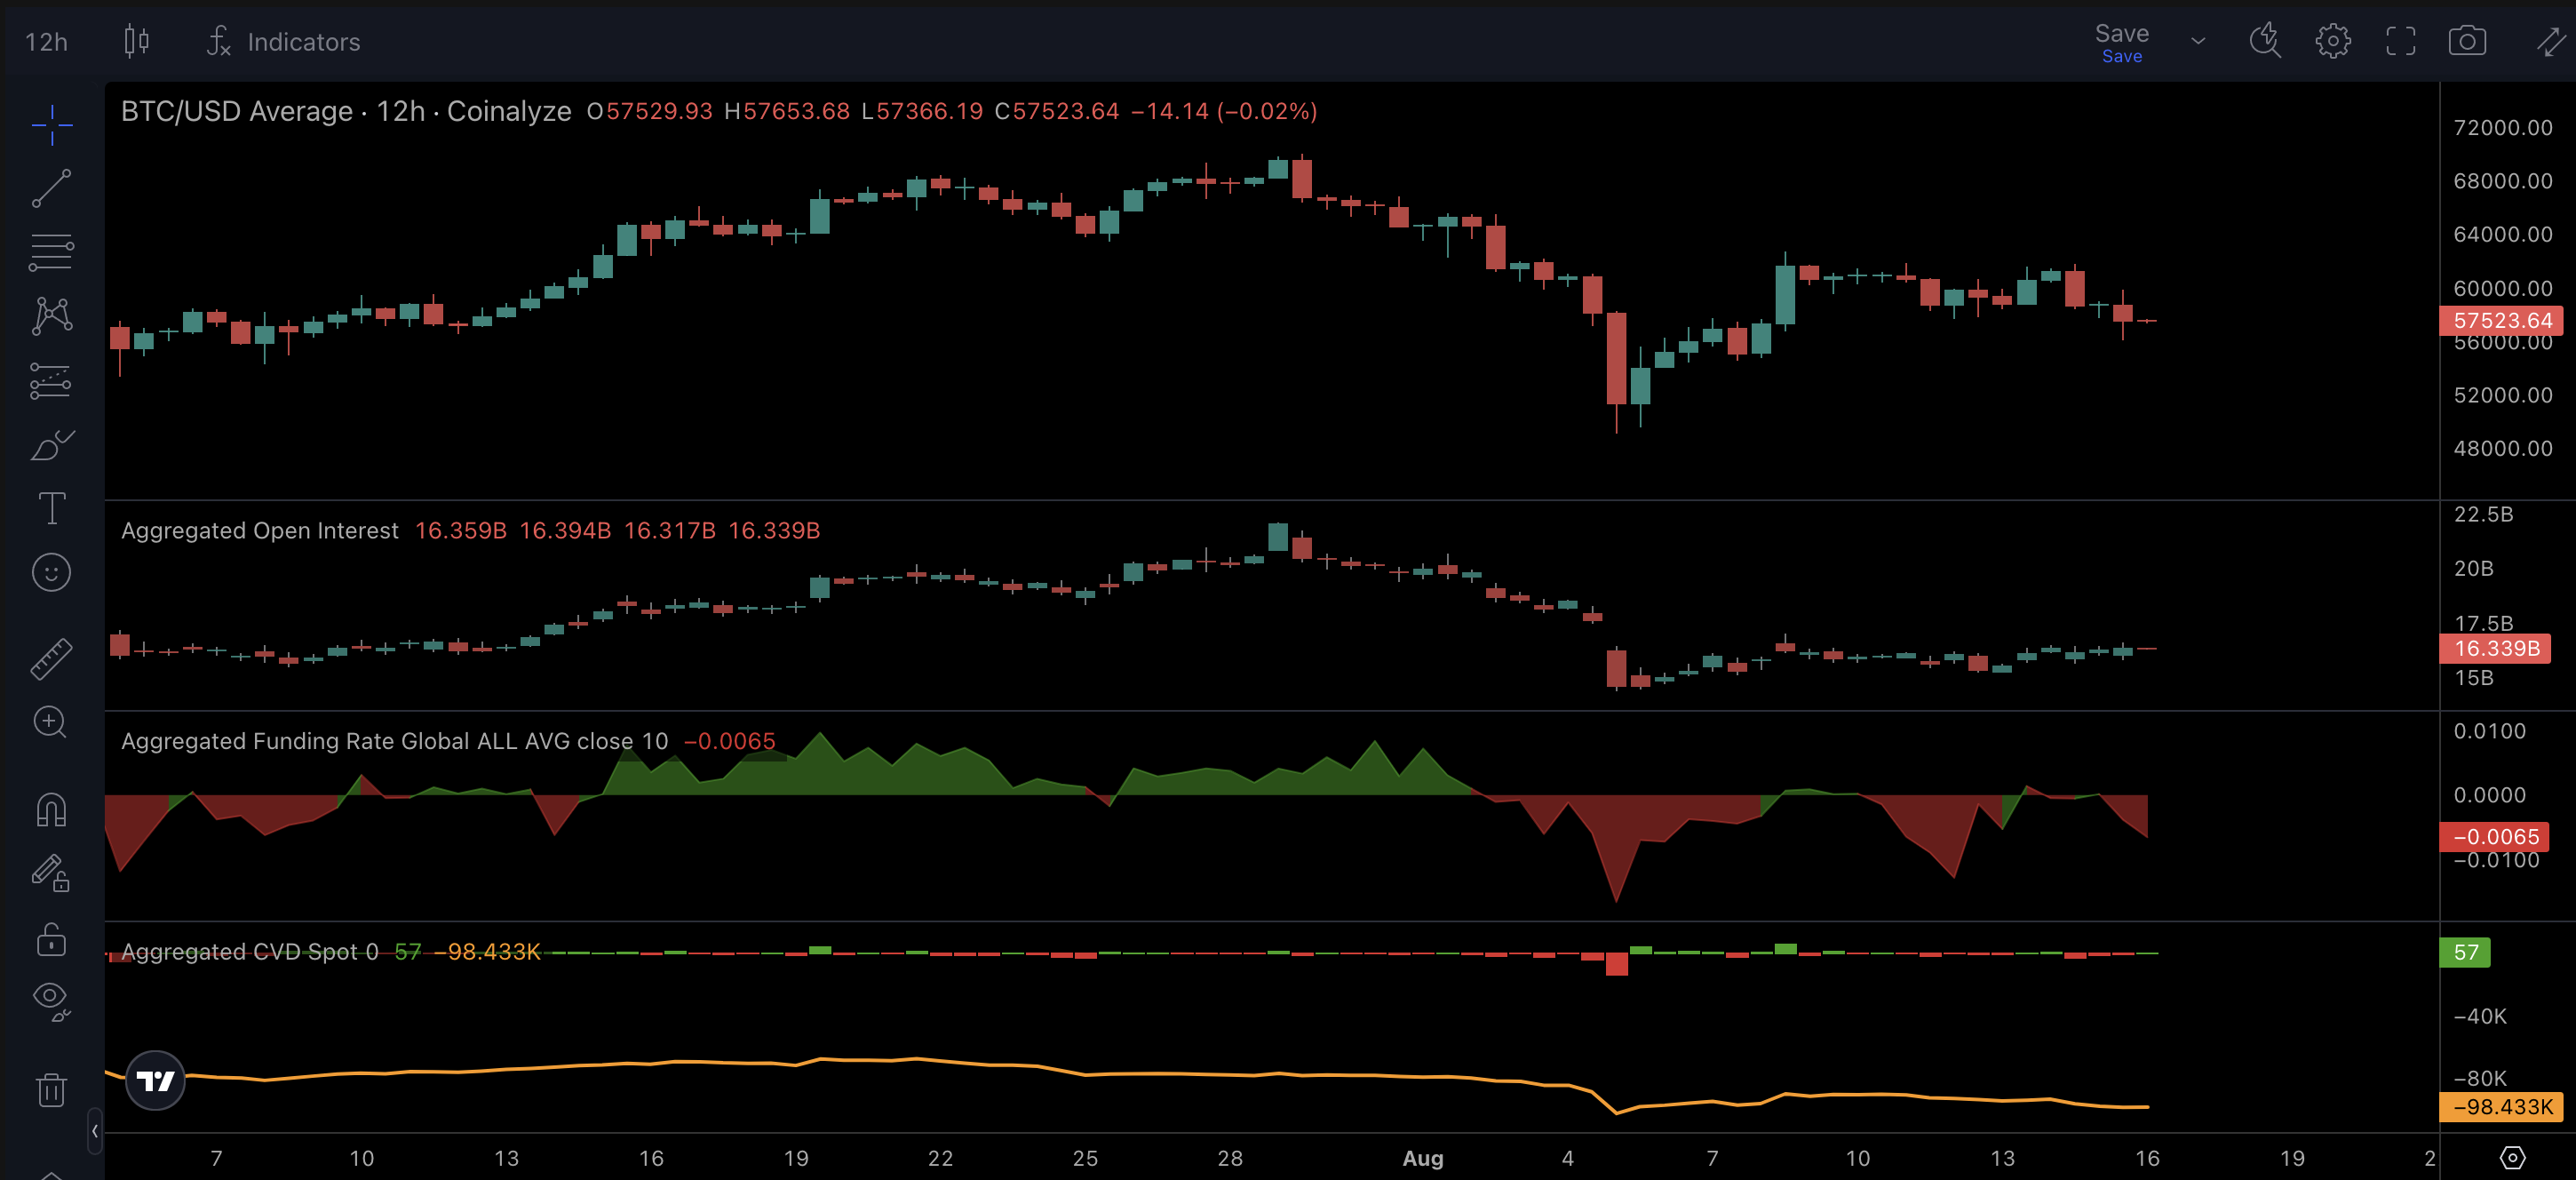 12h Indicators Save
Save
BTC/USD Average · 12h · Coinalyze O57529.93 H57653.68 L57366.19 C57523.64 −14.14 (−0.02%)
72000.00
68000.00
64000.00
60000.00
57523.64
56000.00
52000.00
48000.00
Aggregated Open Interest 16.359B 16.394B 16.317B 16.339B
22.5B
20B
17.5B
16.339B
15B
Aggregated Funding Rate Global ALL AVG close 10 −0.0065
0.0100
0.0000
−0.0065
−0.0100
Aggregated CVD Spot 0 57 −98.433K
57
−40K
−80K
−98.433K
7 10 13 16 19 22 25 28 Aug 4 7 10 13 16 19 2